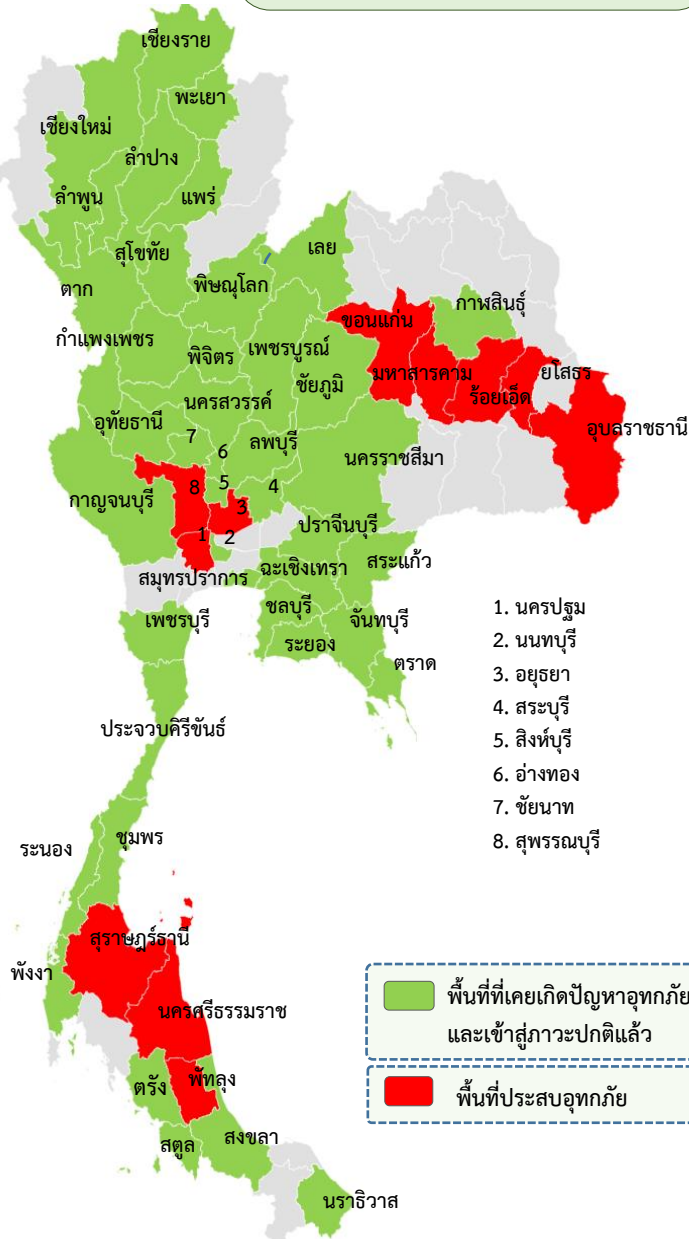 เชียงราย
พะเยา
เชียงใหม่
ลำปาง
ลำพูน
แพร่
สุโขทัย
เลย
ตาก
พิษณุโลก
กาฬสินธุ์
ขอนแก่น
กำแพงเพชร
เพชรบูรณ์
พิจิตร
มหาสารคาม
ยโสธร
ชัยภูมิ
ร้อยเอ็ด
นครสวรรค์
อุทัยธานี
อุบลราชธานี
7
ลพบุรี
6
นครราชสีมา
8
5
4
กาญจนบุรี
3
ปราจีนบุรี
1
2
สระแก้ว
ฉะเชิงเทรา
สมุทรปราการ
ชลบุรี
เพชรบุรี
จันทบุรี
ระยอง
ตราด
1. นครปฐม
2. นนทบุรี
3. อยุธยา
4. สระบุรี
5. สิงห์บุรี
6. อ่างทอง
7. ชัยนาท
8. สุพรรณบุรี
ประจวบคิรีขันธ์
ชุมพร
ระนอง
สุราษฎร์ธานี
พังงา
นครศรีธรรมราช
พัทลุง
ตรัง
สงขลา
สตูล
นราธิวาส
พื้นที่ที่เคยเกิดปัญหาอุทกภัย
และเข้าสู่ภาวะปกติแล้ว
พื้นที่ประสบอุทกภัย